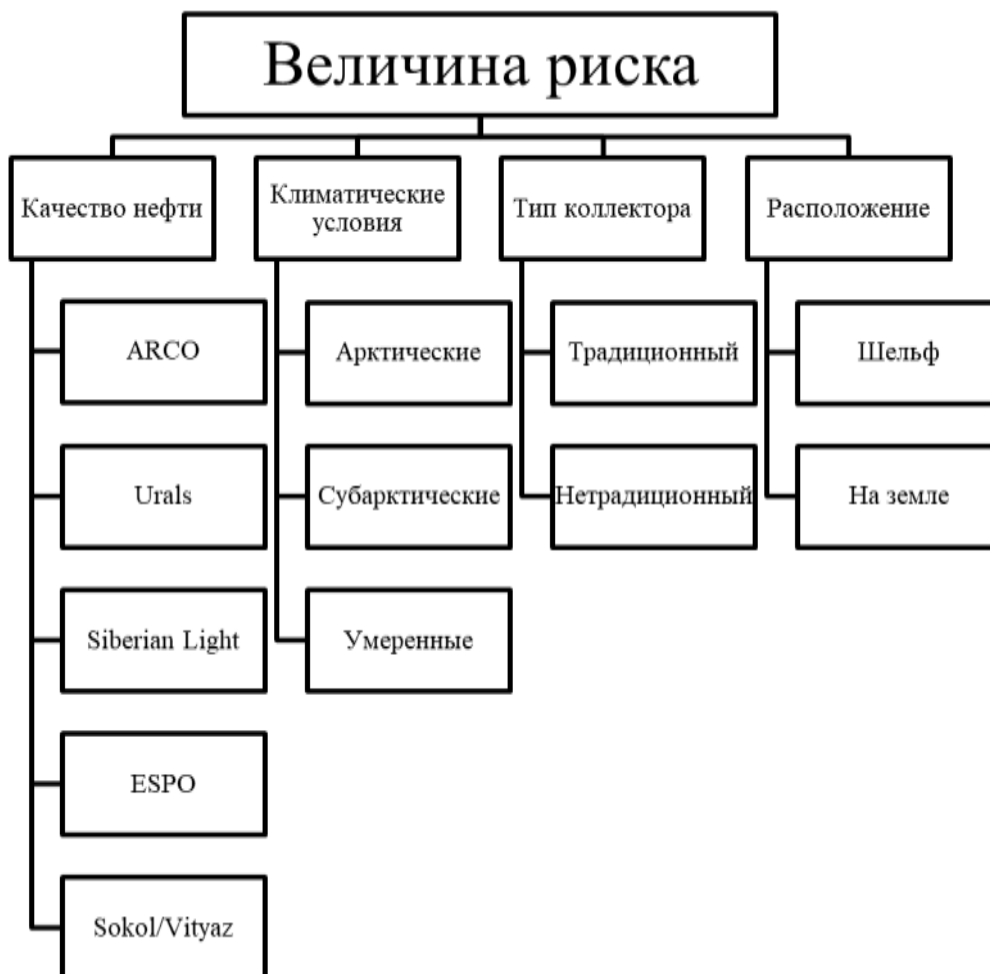 Величина риска
Качество нефти
Климатические
условия
Тип коллектора
Расположение
ARCO
Арктические
Традиционный
Шельф
Urals
Субарктические
Нетрадиционный
На земле
Siberian Light
Умеренные
ESPO
Sokol/Vityaz